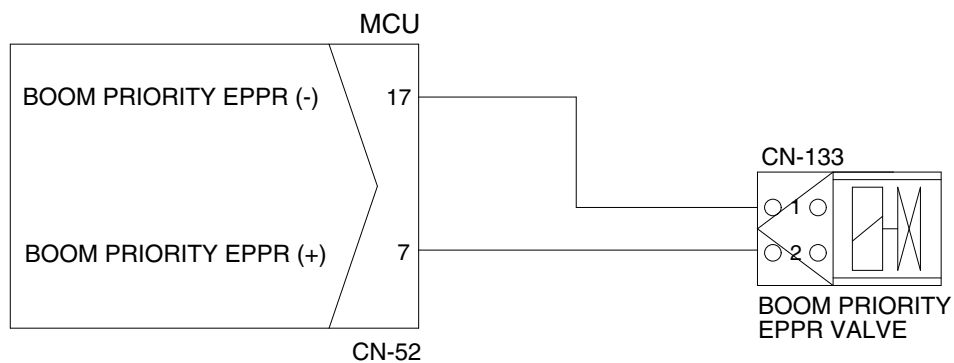 MCU
BOOM PRIORITY EPPR (-)
17
CN-133
1
BOOM PRIORITY EPPR (+)
7
2
BOOM PRIORITY
EPPR VALVE
CN-52